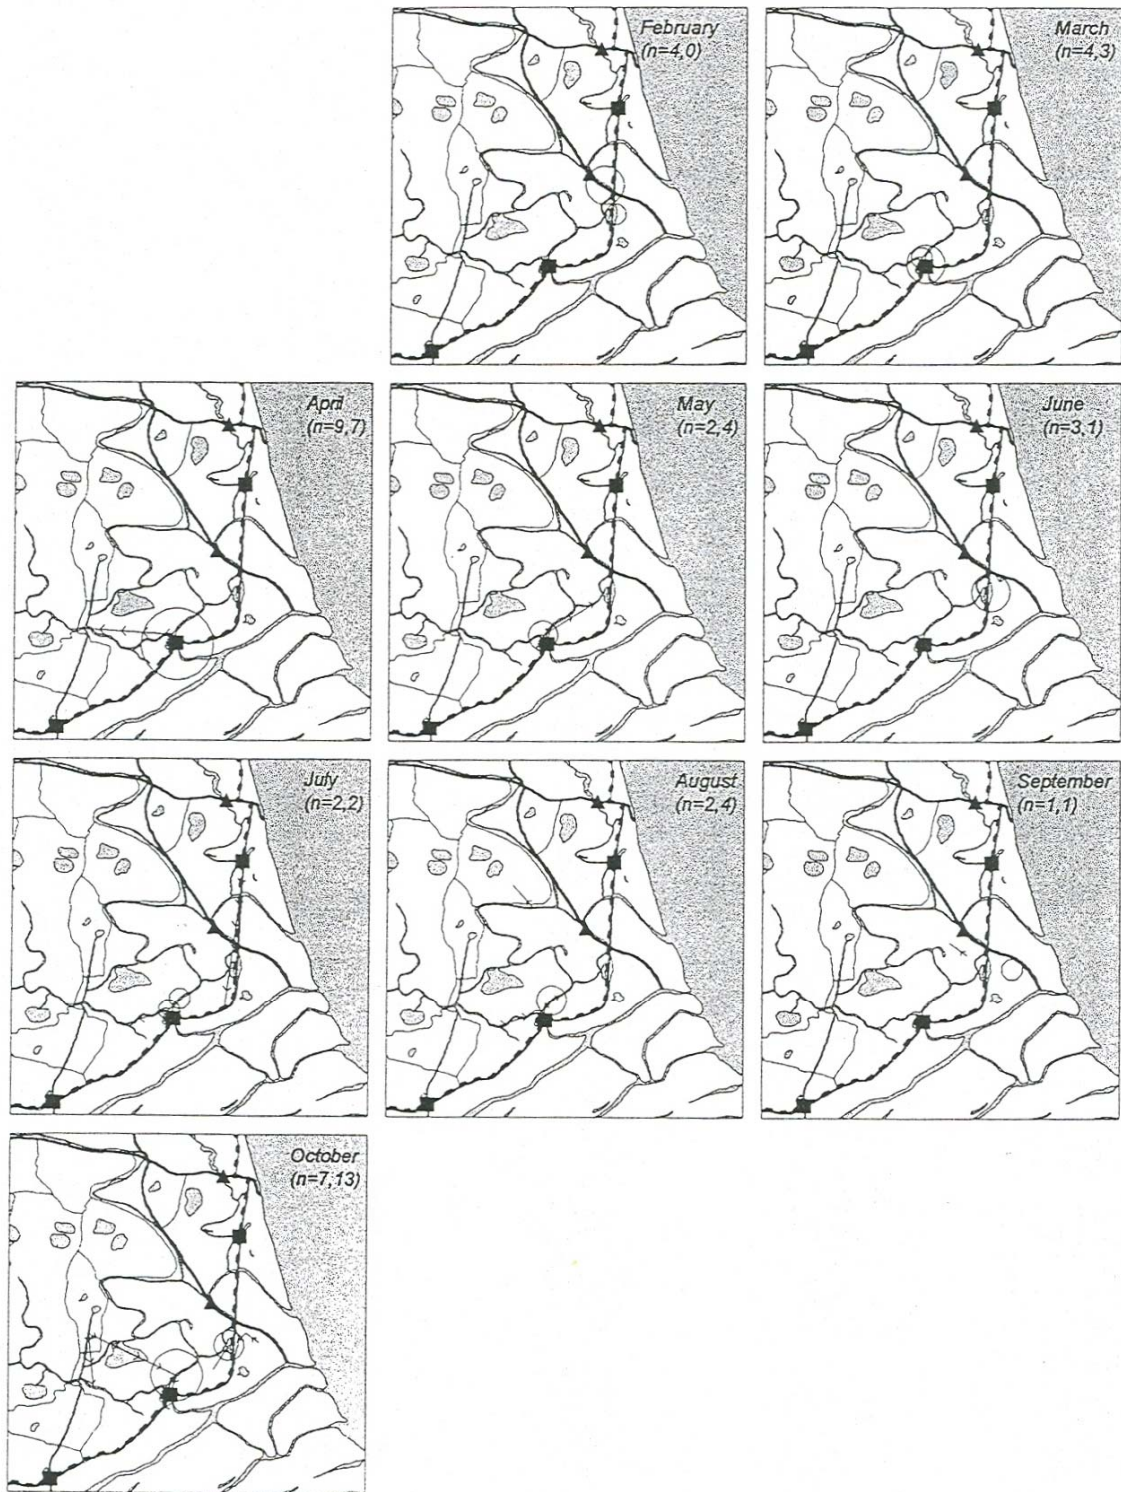 February
(n=4,0)
March
(n=4,3)
April
(n=9,7)
May
(n=2,4)
June
(n=3,1)
July
(n=2,2)
August
(n=2,4)
September
(n=1,1)
October
(n=7,13)